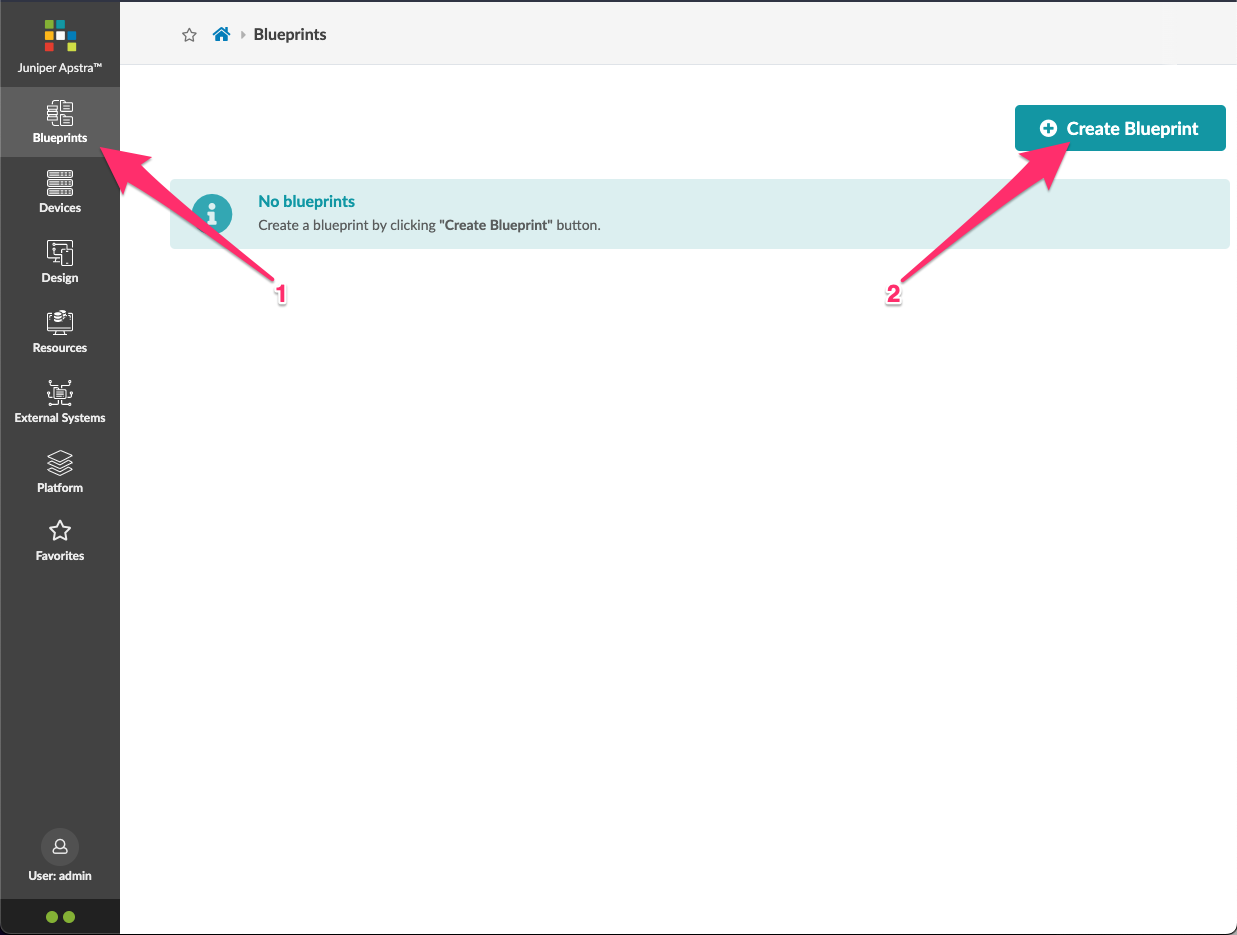 Juniper Apstra™
Blueprints
Devices
Design
Resources
External Systems
Platform
Favorites
User: admin
Blueprints
Create Blueprint
No blueprints
Create a blueprint by clicking "Create Blueprint" button.
1
2